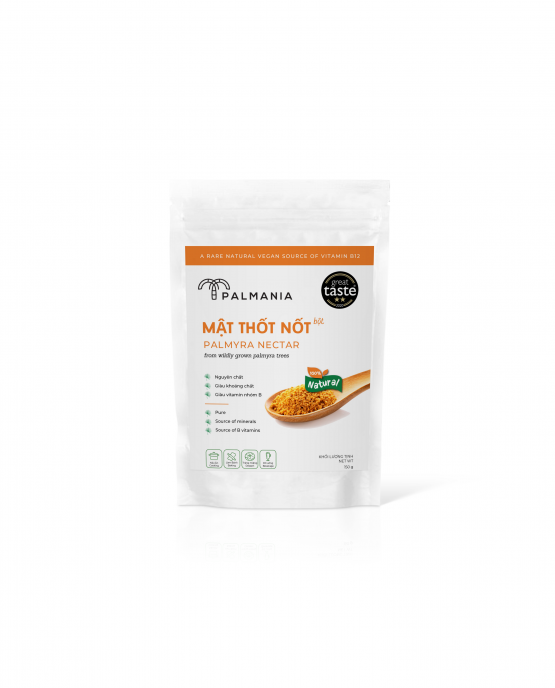 A RARE NATURAL VEGAN SOURCE OF VITAMIN B12
PALMANIA
great
taste
MẬT THỐT NỐT bột
PALMYRA NECTAR
from wildly grown palmyra trees
100%
Natural
Nguyên chất
Giàu khoáng chất
Giàu vitamin nhóm B
Pure
Source of minerals
Source of B vitamins
KHỐI LƯỢNG TỊNH
NET WT
150 g